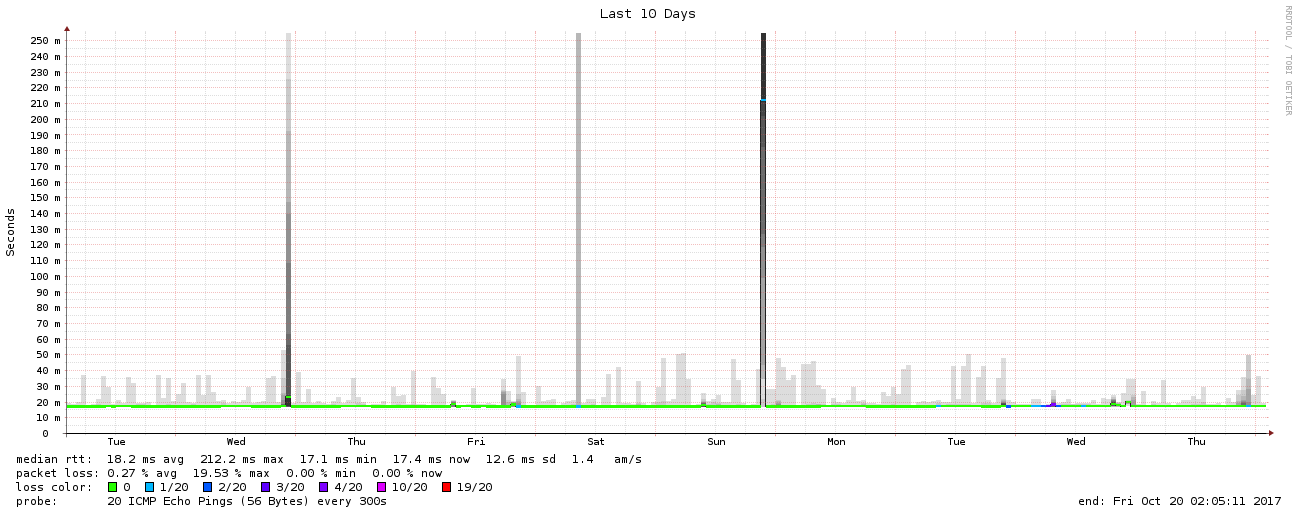 Last 10 Days
RRDTOOL / TOBI OETIKER
Seconds
250 m
240 m
230 m
220 m
210 m
200 m
190 m
180 m
170 m
160 m
150 m
140 m
130 m
120 m
110 m
100 m
90 m
80 m
70 m
60 m
50 m
40 m
30 m
20 m
10 m
0
Tue Wed Thu Fri Sat Sun Mon Tue Wed Thu
median rtt: 18.2 ms avg 212.2 ms max 17.1 ms min 17.4 ms now 12.6 ms sd 1.4 am/s
packet loss: 0.27 % avg 19.53 % max 0.00 % min 0.00 % now
loss color: 0 1/20 2/20 3/20 4/20 10/20 19/20
probe: 20 ICMP Echo Pings (56 Bytes) every 300s end: Fri Oct 20 02:05:11 2017